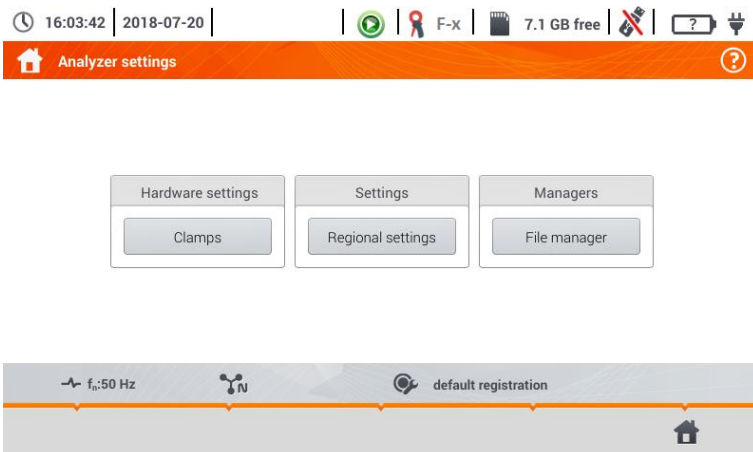 16:03:42 2018-07-20 F-x 7.1 GB free ?
Analyzer settings ?
Hardware settings Settings Managers
Clamps Regional settings File manager
fn:50 Hz N default registration